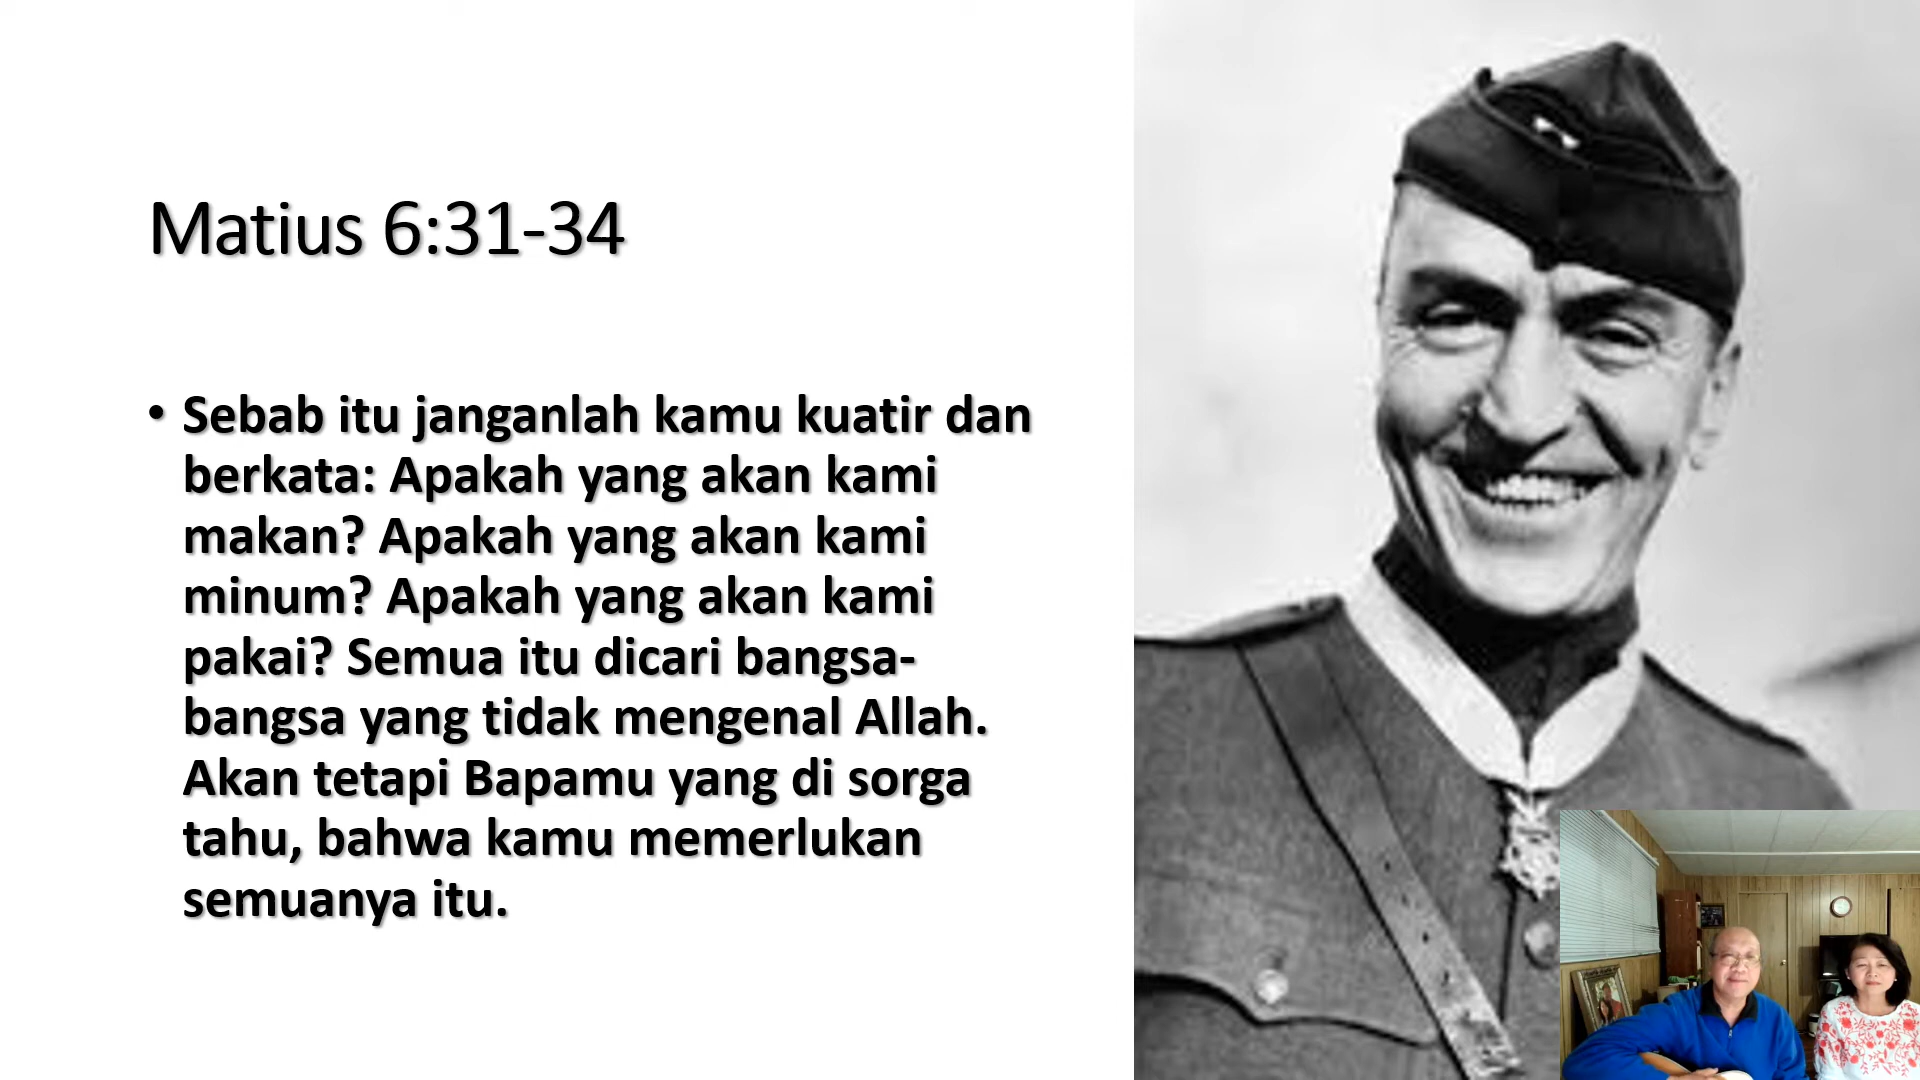 Matius 6:31-34
• Sebab itu janganlah kamu kuatir dan
berkata: Apakah yang akan kami
makan? Apakah yang akan kami
minum? Apakah yang akan kami
pakai? Semua itu dicari bangsa-
bangsa yang tidak mengenal Allah.
Akan tetapi Bapamu yang di sorga
tahu, bahwa kamu memerlukan
semuanya itu.